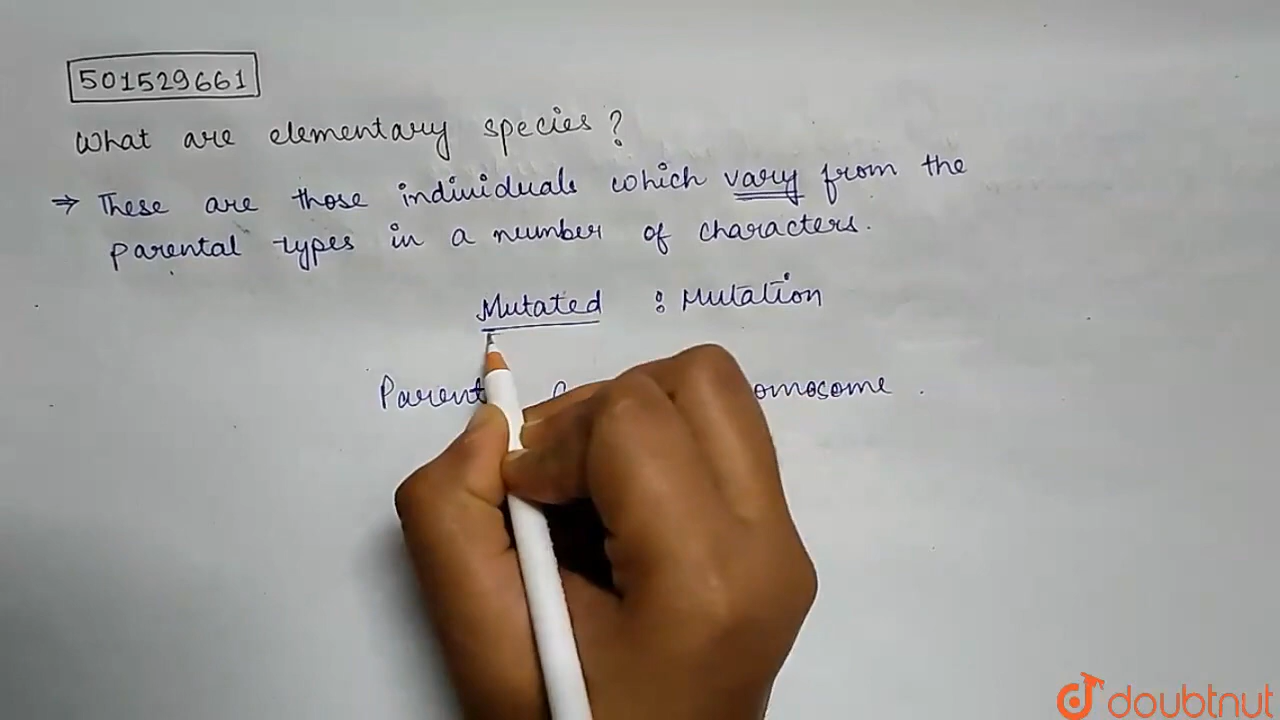 501529661
What are elementary species?
⇒ These are those individuals which vary from the
parental types in a number of characters.
Mutated : Mutation
Parent
doubtnut